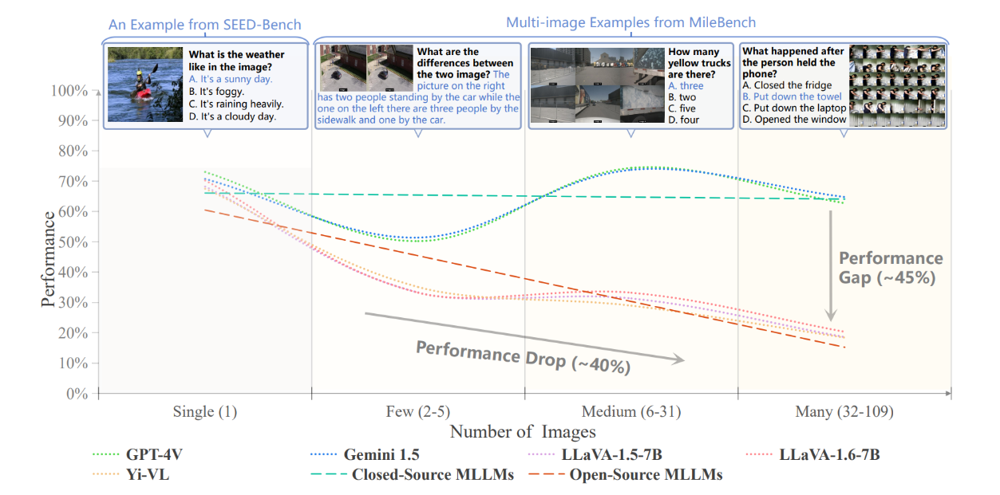 An Example from SEED-Bench
Multi-image Examples from MileBench
What is the weather
like in the image?
A. It's a sunny day.
B. It's foggy.
C. It's raining heavily.
D. It's a cloudy day.
What are the
differences between
the two image? The
picture on the right
has two people standing by the car while the
one on the left there are three people by the
sidewalk and one by the car.
How many
yellow trucks
are there?
A. three
B. two
C. five
D. four
What happened after
the person held the
phone?
A. Closed the fridge
B. Put down the towel
C. Put down the laptop
D. Opened the window
100%
90%
80%
70%
60%
50%
40%
30%
20%
10%
0%
Performance
Performance
Gap (~45%)
Performance Drop (~40%)
Single (1)
Few (2-5)
Medium (6-31)
Many (32-109)
Number of Images
GPT-4V
Gemini 1.5
LLaVA-1.5-7B
LLaVA-1.6-7B
Yi-VL
Closed-Source MLLMs
Open-Source MLLMs